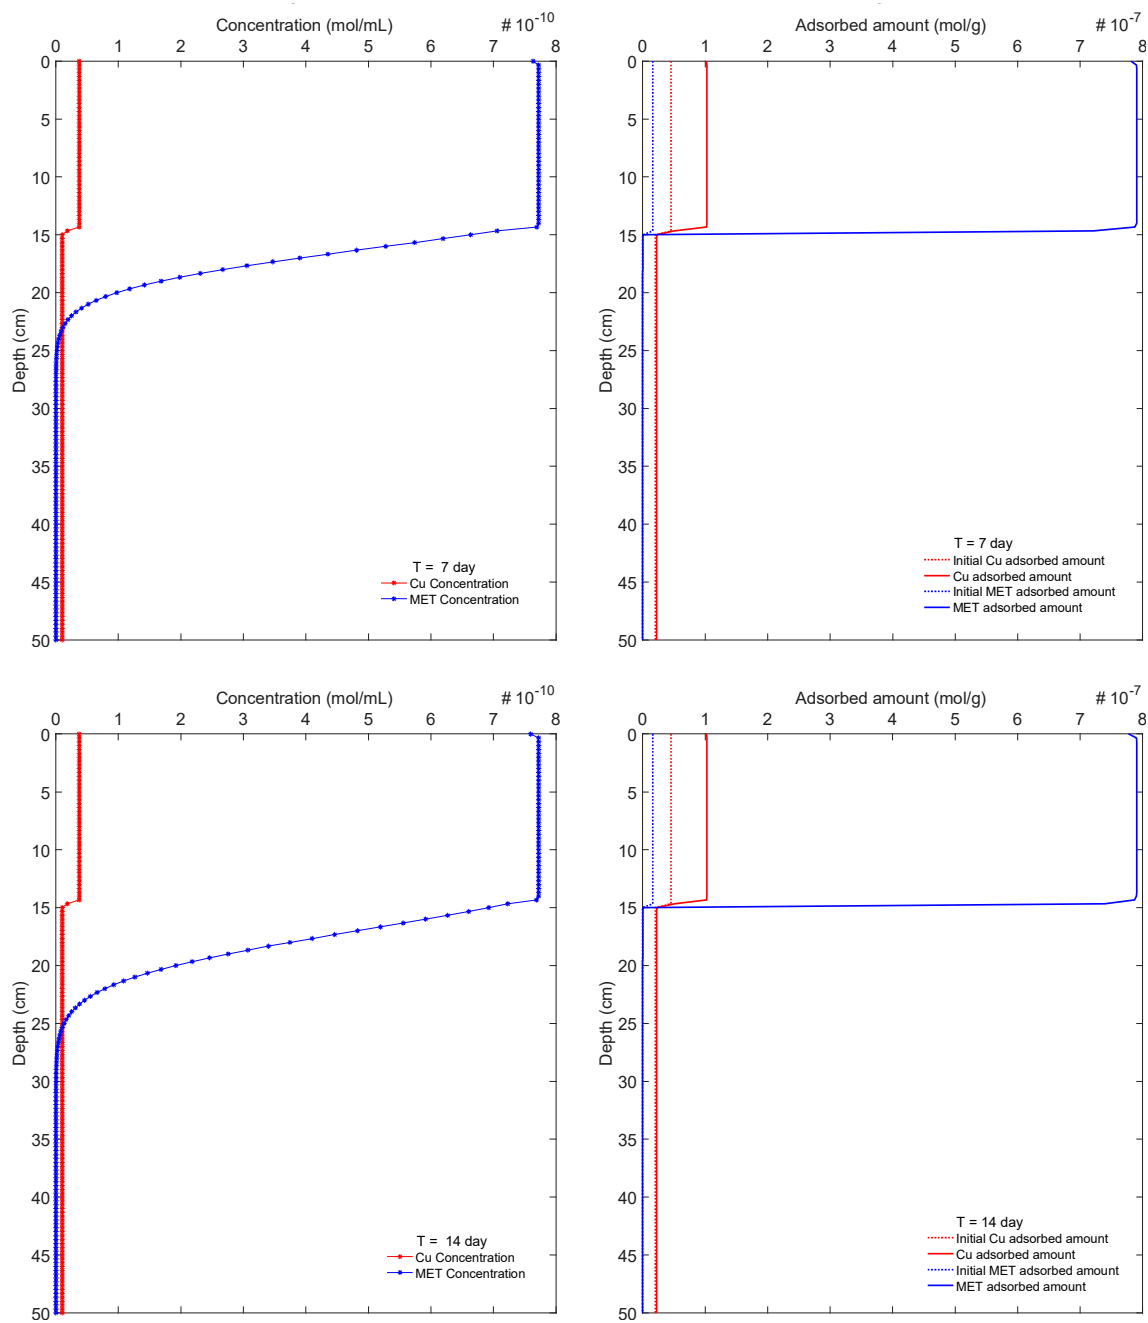 Concentration (mol/mL) # 10^-10
0 1 2 3 4 5 6 7 8
0
5
10
15
20
25
30
35
40
45
50
Depth (cm)
T = 7 day
Cu Concentration
MET Concentration
Adsorbed amount (mol/g) # 10^-7
0 1 2 3 4 5 6 7 8
0
5
10
15
20
25
30
35
40
45
50
Depth (cm)
T = 7 day
Initial Cu adsorbed amount
Cu adsorbed amount
Initial MET adsorbed amount
MET adsorbed amount
Concentration (mol/mL) # 10^-10
0 1 2 3 4 5 6 7 8
0
5
10
15
20
25
30
35
40
45
50
Depth (cm)
T = 14 day
Cu Concentration
MET Concentration
Adsorbed amount (mol/g) # 10^-7
0 1 2 3 4 5 6 7 8
0
5
10
15
20
25
30
35
40
45
50
Depth (cm)
T = 14 day
Initial Cu adsorbed amount
Cu adsorbed amount
Initial MET adsorbed amount
MET adsorbed amount